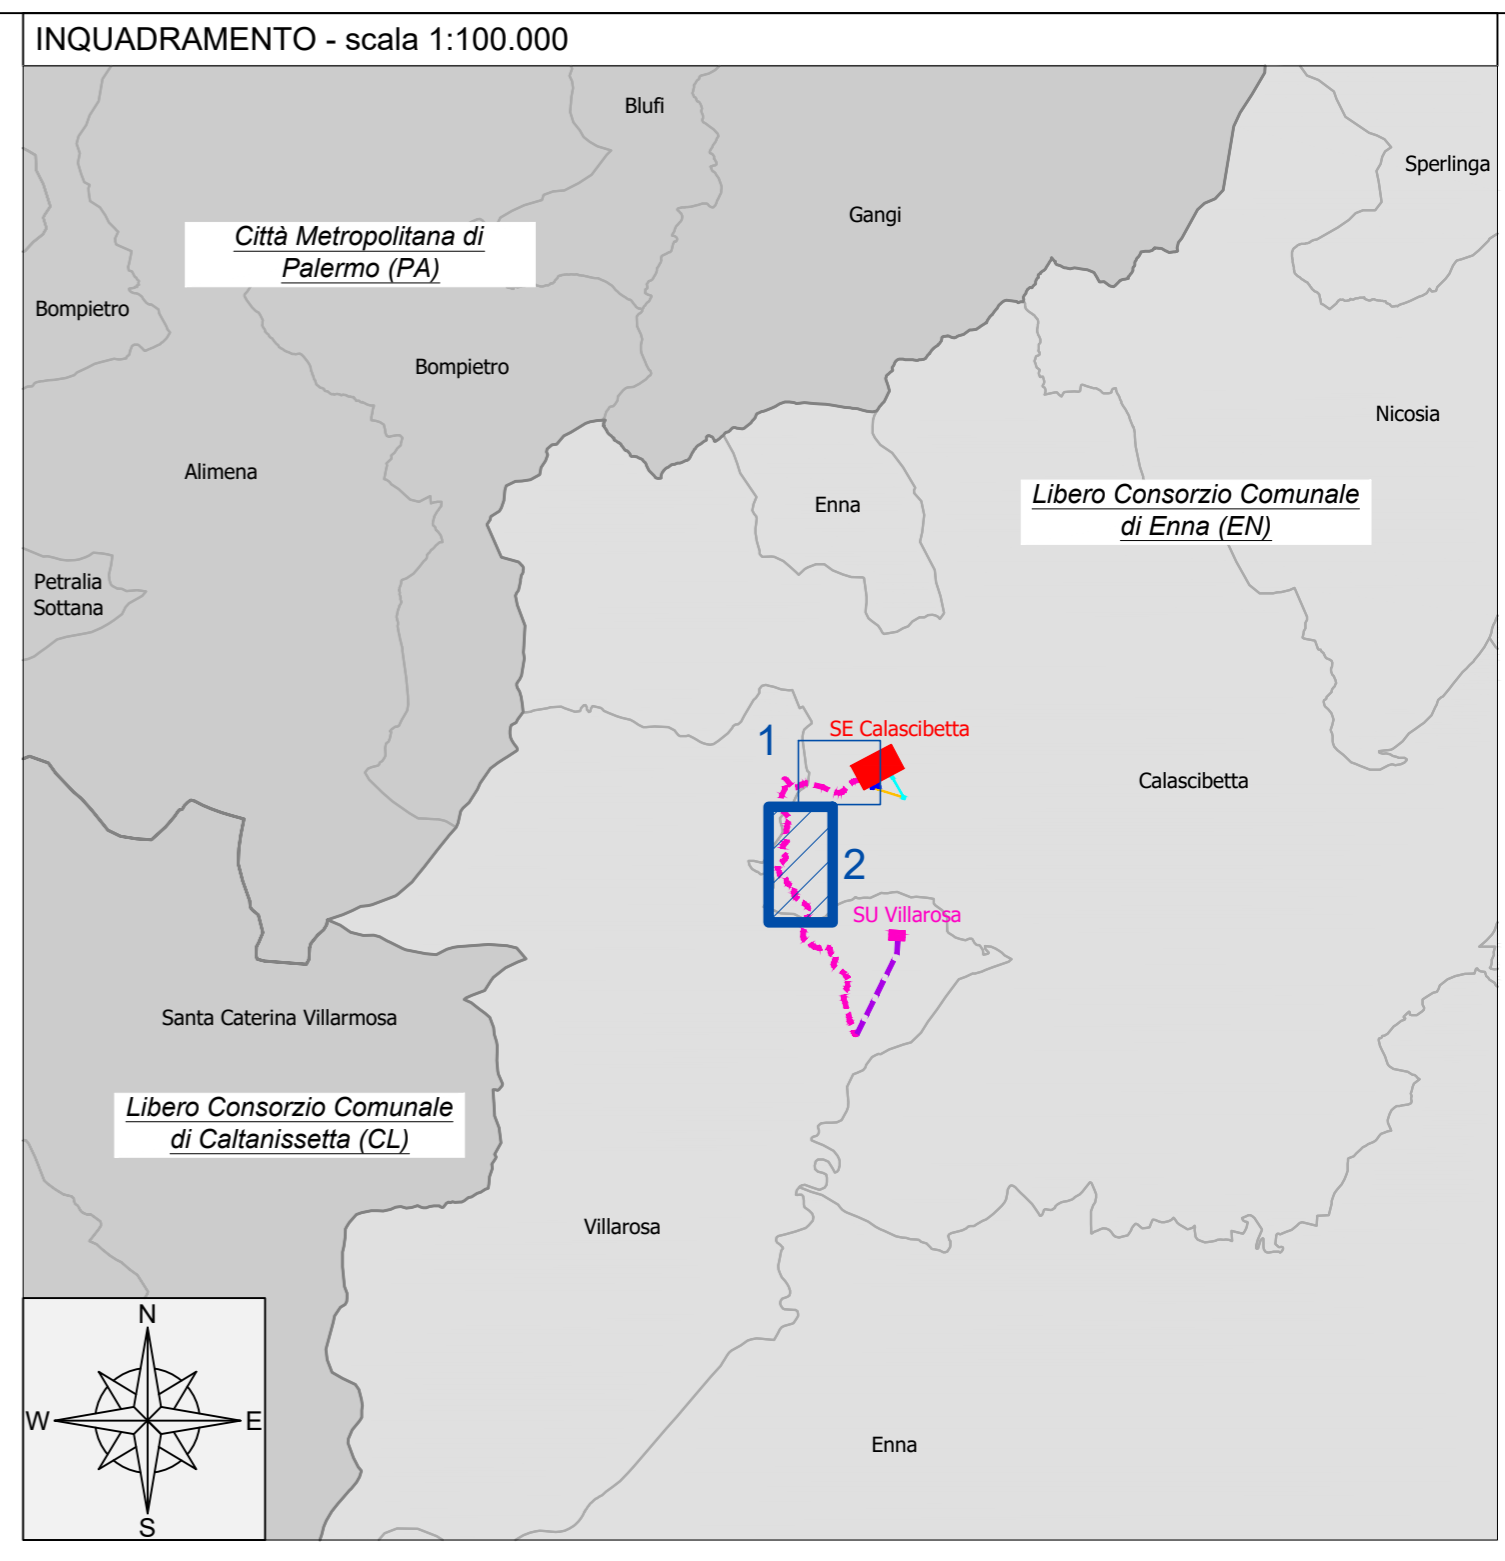 INQUADRAMENTO - scala 1:100.000
Blufi
Sperlinga
Gangi
Città Metropolitana di
Palermo (PA)
Bompietro
Bompietro
Nicosia
Alimena
Libero Consorzio Comunale
di Enna (EN)
Enna
Petralia
Sottana
SE Calascibetta
1
Calascibetta
2
SU Villarosa
Santa Caterina Villarmosa
Libero Consorzio Comunale
di Caltanissetta (CL)
Villarosa
N
W
E
S
Enna